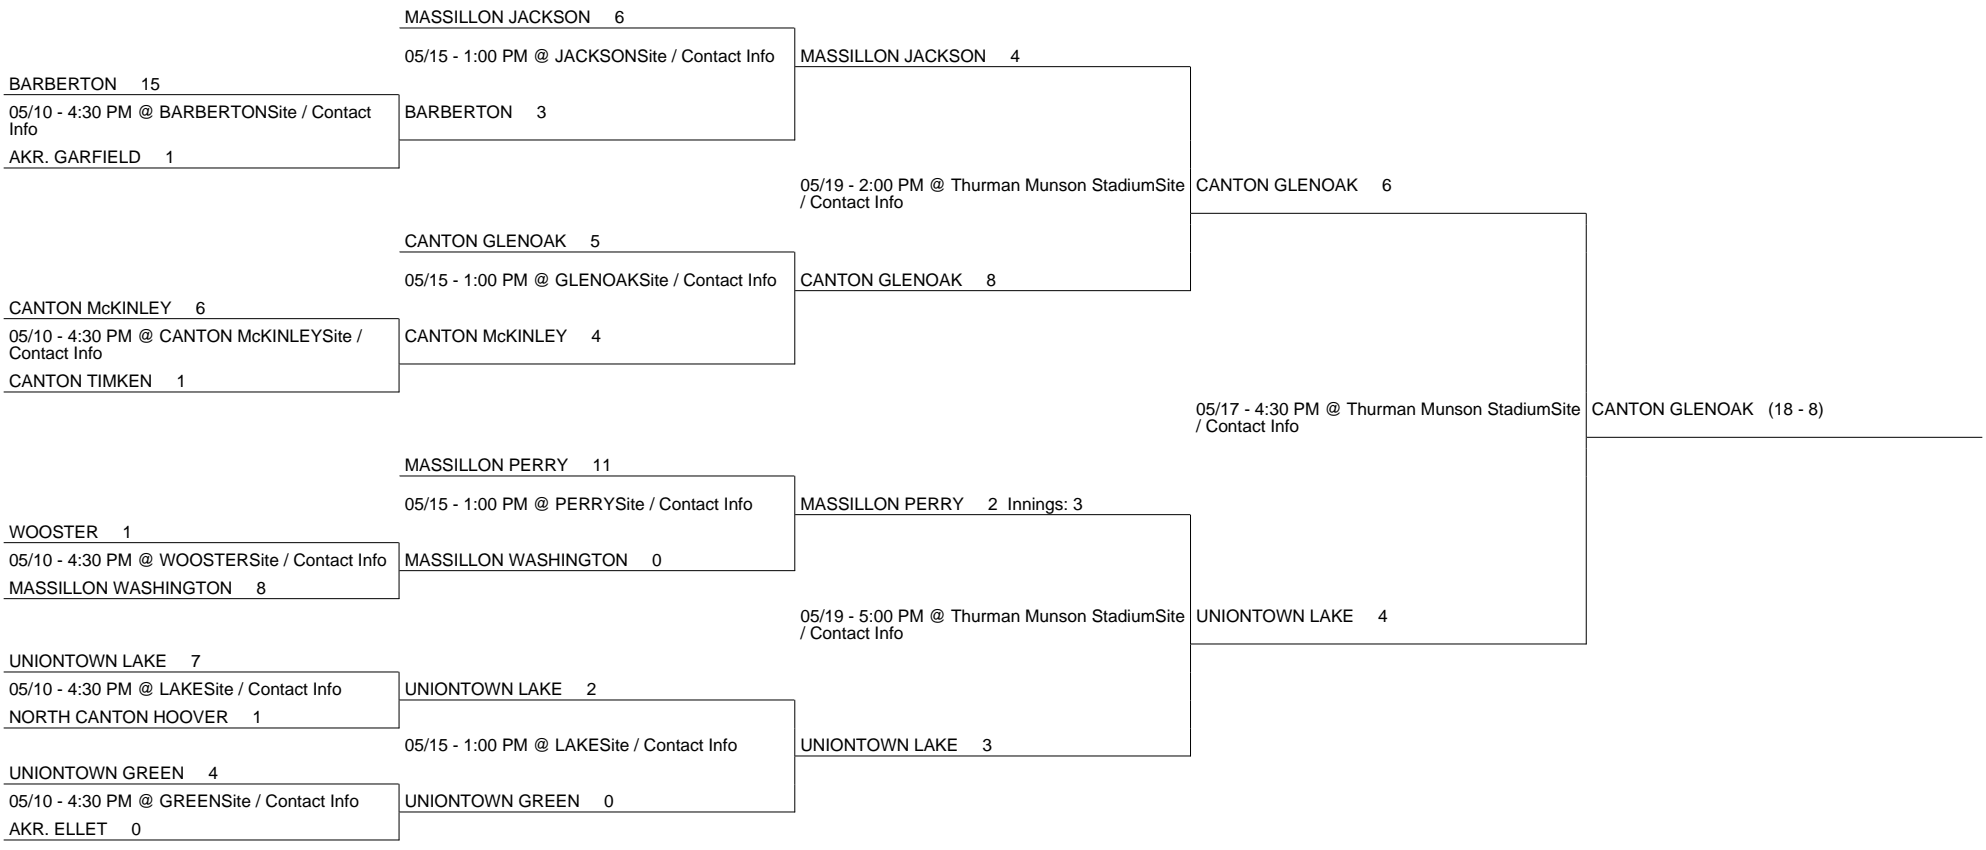 MASSILLON JACKSON 6
05/15 - 1:00 PM @ JACKSONSite / Contact Info
MASSILLON JACKSON 4
BARBERTON 15
05/10 - 4:30 PM @ BARBERTONSite / Contact
Info
BARBERTON 3
AKR. GARFIELD 1
05/19 - 2:00 PM @ Thurman Munson StadiumSite
/ Contact Info
CANTON GLENOAK 6
CANTON GLENOAK 5
05/15 - 1:00 PM @ GLENOAKSite / Contact Info
CANTON GLENOAK 8
CANTON McKINLEY 6
05/10 - 4:30 PM @ CANTON McKINLEYSite /
Contact Info
CANTON McKINLEY 4
CANTON TIMKEN 1
05/17 - 4:30 PM @ Thurman Munson StadiumSite
/ Contact Info
CANTON GLENOAK (18 - 8)
MASSILLON PERRY 11
05/15 - 1:00 PM @ PERRYSite / Contact Info
MASSILLON PERRY 2 Innings: 3
WOOSTER 1
05/10 - 4:30 PM @ WOOSTERSite / Contact Info
MASSILLON WASHINGTON 0
MASSILLON WASHINGTON 8
05/19 - 5:00 PM @ Thurman Munson StadiumSite
/ Contact Info
UNIONTOWN LAKE 4
UNIONTOWN LAKE 7
05/10 - 4:30 PM @ LAKESite / Contact Info
UNIONTOWN LAKE 2
NORTH CANTON HOOVER 1
05/15 - 1:00 PM @ LAKESite / Contact Info
UNIONTOWN LAKE 3
UNIONTOWN GREEN 4
05/10 - 4:30 PM @ GREENSite / Contact Info
UNIONTOWN GREEN 0
AKR. ELLET 0